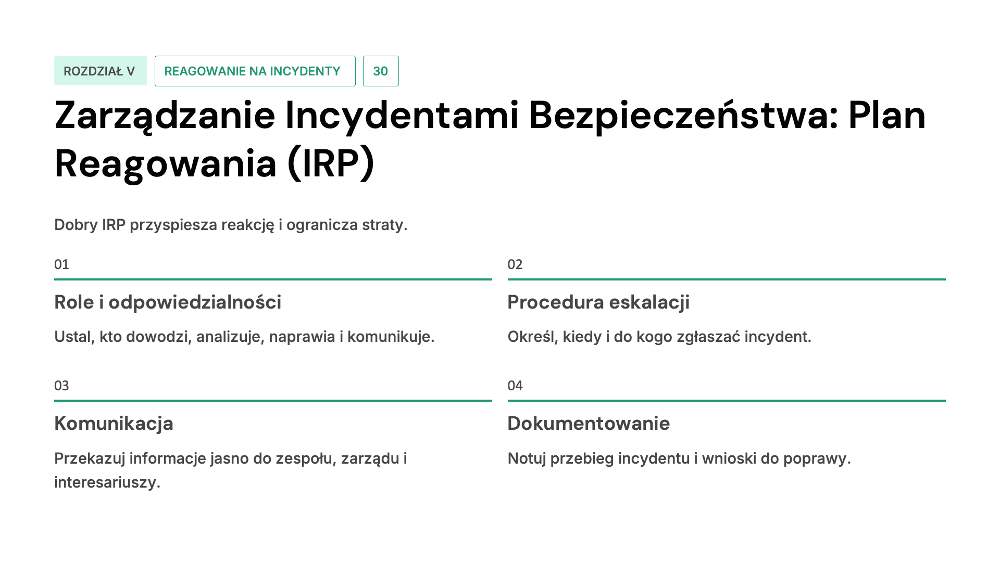 ROZDZIAŁ V
REAGOWANIE NA INCYDENTY
30
Zarządzanie Incydentami Bezpieczeństwa: Plan
Reagowania (IRP)
Dobry IRP przyspiesza reakcję i ogranicza straty.
01
Role i odpowiedzialności
Ustal, kto dowodzi, analizuje, naprawia i komunikuje.
02
Procedura eskalacji
Określ, kiedy i do kogo zgłaszać incydent.
03
Komunikacja
Przekazuj informacje jasno do zespołu, zarządu i
interesariuszy.
04
Dokumentowanie
Notuj przebieg incydentu i wnioski do poprawy.